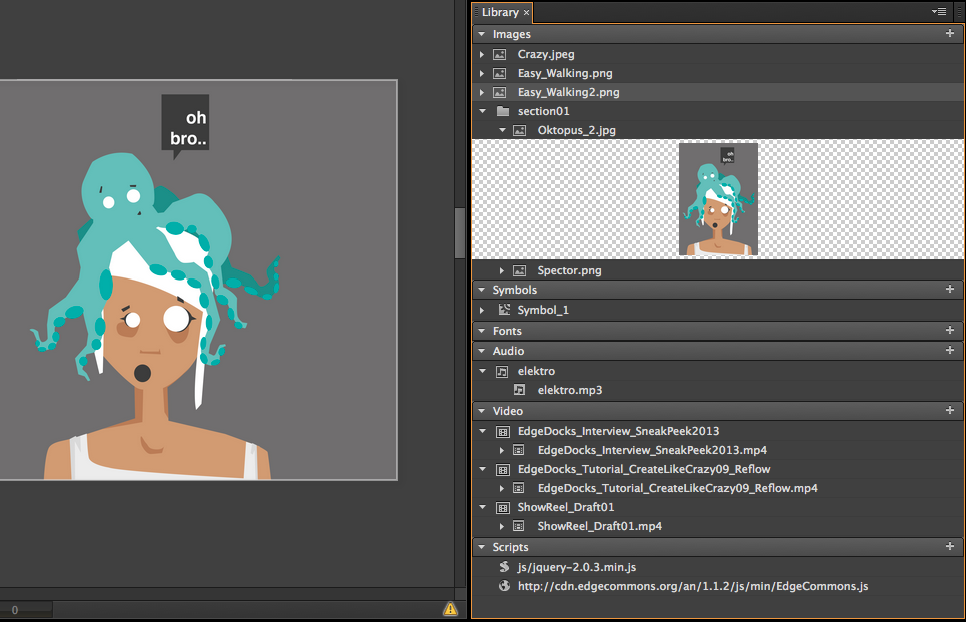 oh
bro..
0
Library ×
Images
Crazy.jpeg
Easy_Walking.png
Easy_Walking2.png
section01
Oktopus_2.jpg
oh
bro..
Spector.png
Symbols
Symbol_1
Fonts
Audio
elektro
elektro.mp3
Video
EdgeDocks_Interview_SneakPeek2013
EdgeDocks_Interview_SneakPeek2013.mp4
EdgeDocks_Tutorial_CreateLikeCrazy09_Reflow
EdgeDocks_Tutorial_CreateLikeCrazy09_Reflow.mp4
ShowReel_Draft01
ShowReel_Draft01.mp4
Scripts
js/jquery-2.0.3.min.js
http://cdn.edgecommons.org/an/1.1.2/js/min/EdgeCommons.js